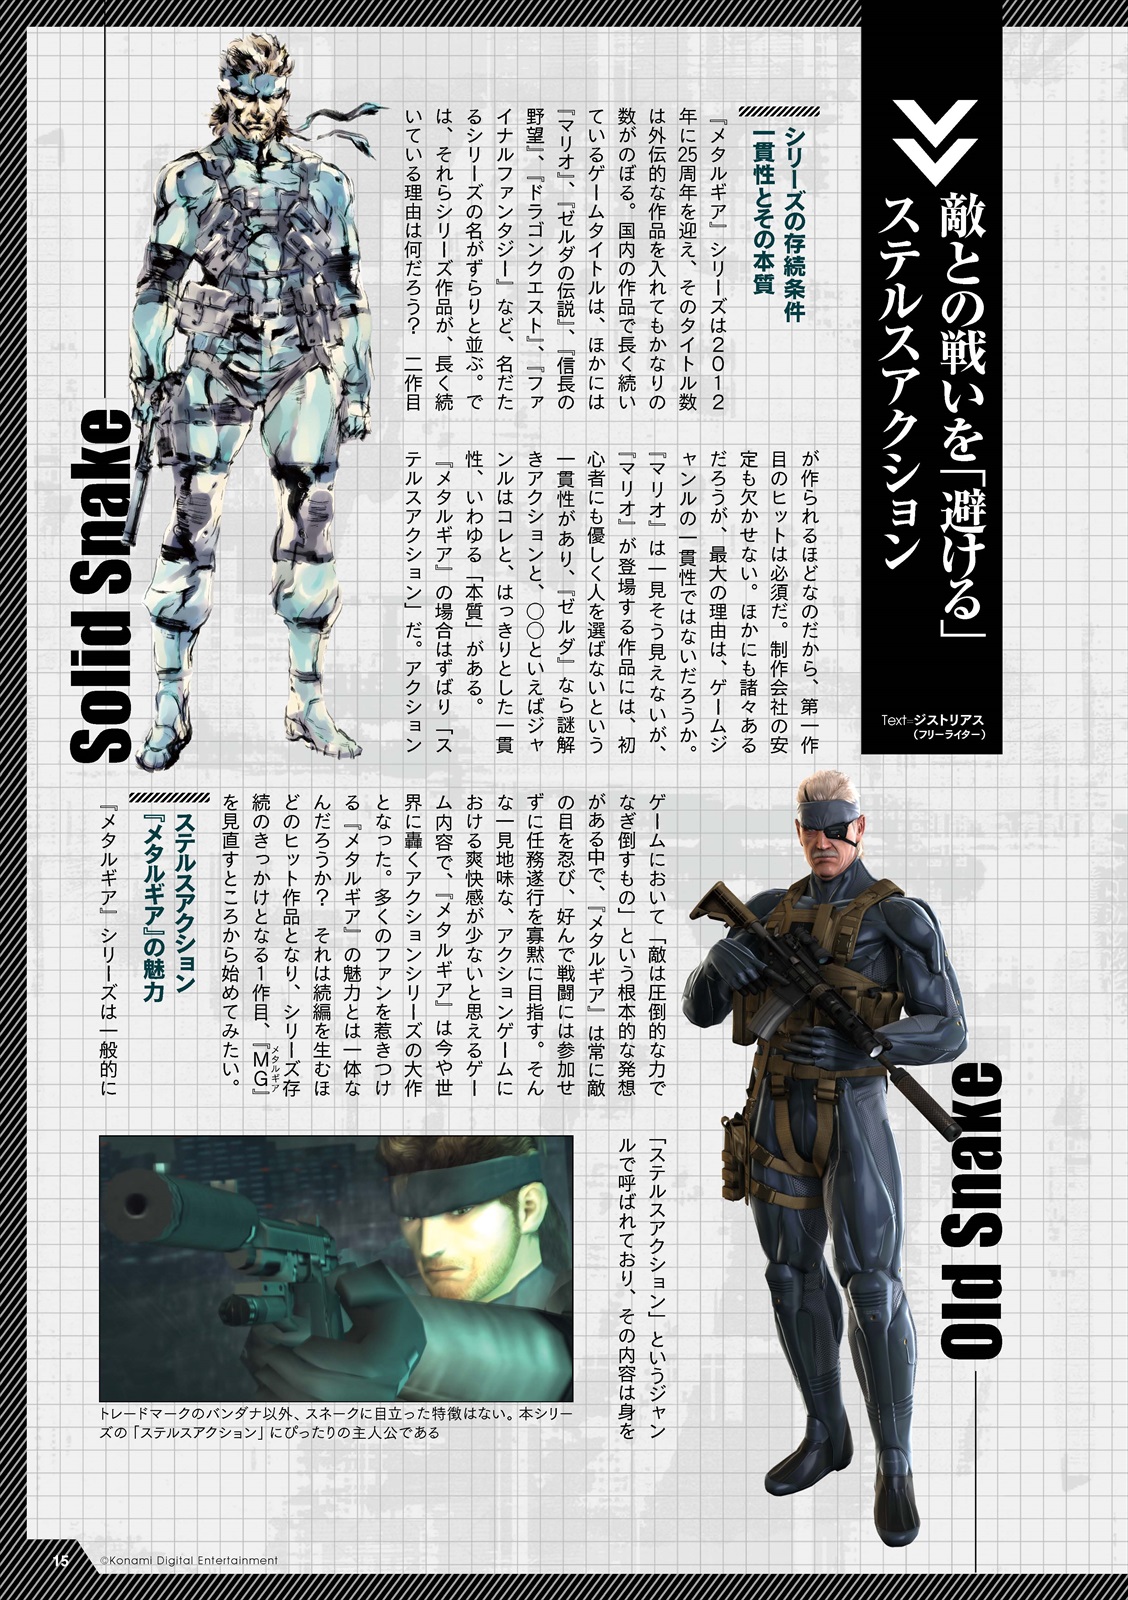 敵との戦いを「避ける」
ステルスアクション
Text=ジストリアス
（フリーライター）
シリーズの存続条件
一貫性とその本質
『メタルギア』シリーズは２０１２
年に25周年を迎え、そのタイトル数
は外伝的な作品を入れてもかなりの
数がのぼる。国内の作品で長く続い
ているゲームタイトルは、ほかには
『マリオ』、『ゼルダの伝説』、『信長の
野望』、『ドラゴンクエスト』、『ファ
イナルファンタジー』など、名だた
るシリーズの名がずらりと並ぶ。で
は、それらシリーズ作品が、長く続
いている理由は何だろう？　二作目
が作られるほどなのだから、第一作
目のヒットは必須だ。制作会社の安
定も欠かせない。ほかにも諸々ある
だろうが、最大の理由は、ゲームジ
ャンルの一貫性ではないだろうか。
『マリオ』は一見そう見えないが、
『マリオ』が登場する作品には、初
心者にも優しく人を選ばないという
一貫性があり、『ゼルダ』なら謎解
きアクションと、○○といえばジャ
ンルはコレと、はっきりとした一貫
性、いわゆる「本質」がある。
『メタルギア』の場合はずばり「ス
テルスアクション」だ。アクション
ゲームにおいて「敵は圧倒的な力で
なぎ倒すもの」という根本的な発想
がある中で、『メタルギア』は常に敵
の目を忍び、好んで戦闘には参加せ
ずに任務遂行を寡黙に目指す。そん
な一見地味な、アクションゲームに
おける爽快感が少ないと思えるゲー
ム内容で、『メタルギア』は今や世
界に轟くアクションシリーズの大作
となった。多くのファンを惹きつけ
る『メタルギア』の魅力とは一体な
んだろうか？　それは続編を生むほ
どのヒット作品となり、シリーズ存
続のきっかけとなる１作目、『ＭＧ』
メタルギア
を見直すところから始めてみたい。
ステルスアクション
『メタルギア』の魅力
『メタルギア』シリーズは一般的に
「ステルスアクション」というジャン
ルで呼ばれており、その内容は身を
Solid Snake
Old Snake
トレードマークのバンダナ以外、スネークに目立った特徴はない。本シリー
ズの「ステルスアクション」にぴったりの主人公である
15
©Konami Digital Entertainment